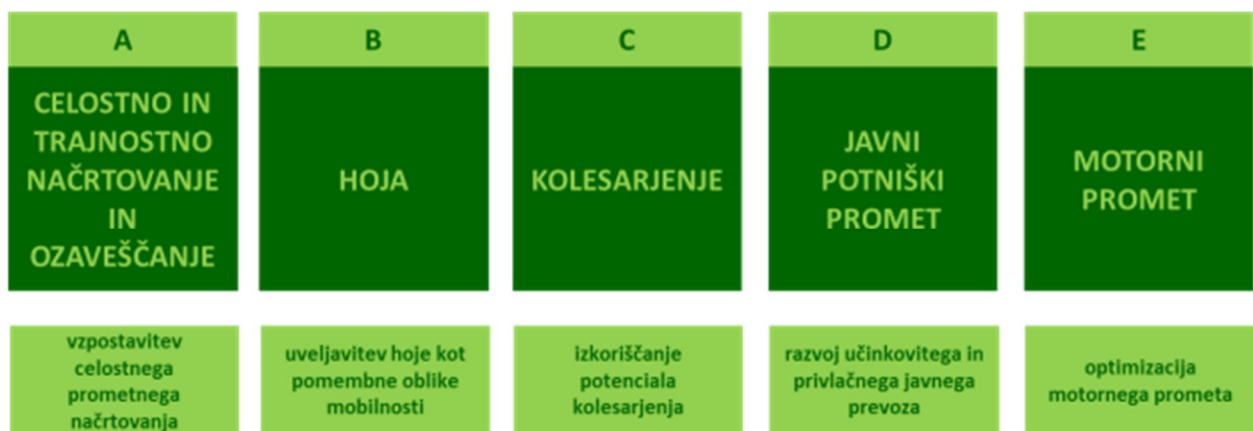 A
CELOSTNO IN
TRAJNOSTNO
NAČRTOVANJE
IN
OZAVEŠČANJE
vzpostavitev
celostnega
prometnega
načrtovanja
B
HOJA
uveljavitev hoje kot
pomembne oblike
mobilnosti
C
KOLESARJENJE
izkoriščanje
potenciala
kolesarjenja
D
JAVNI
POTNIŠKI
PROMET
razvoj učinkovitega in
privlačnega javnega
prevoza
E
MOTORNI
PROMET
optimizacija
motornega prometa